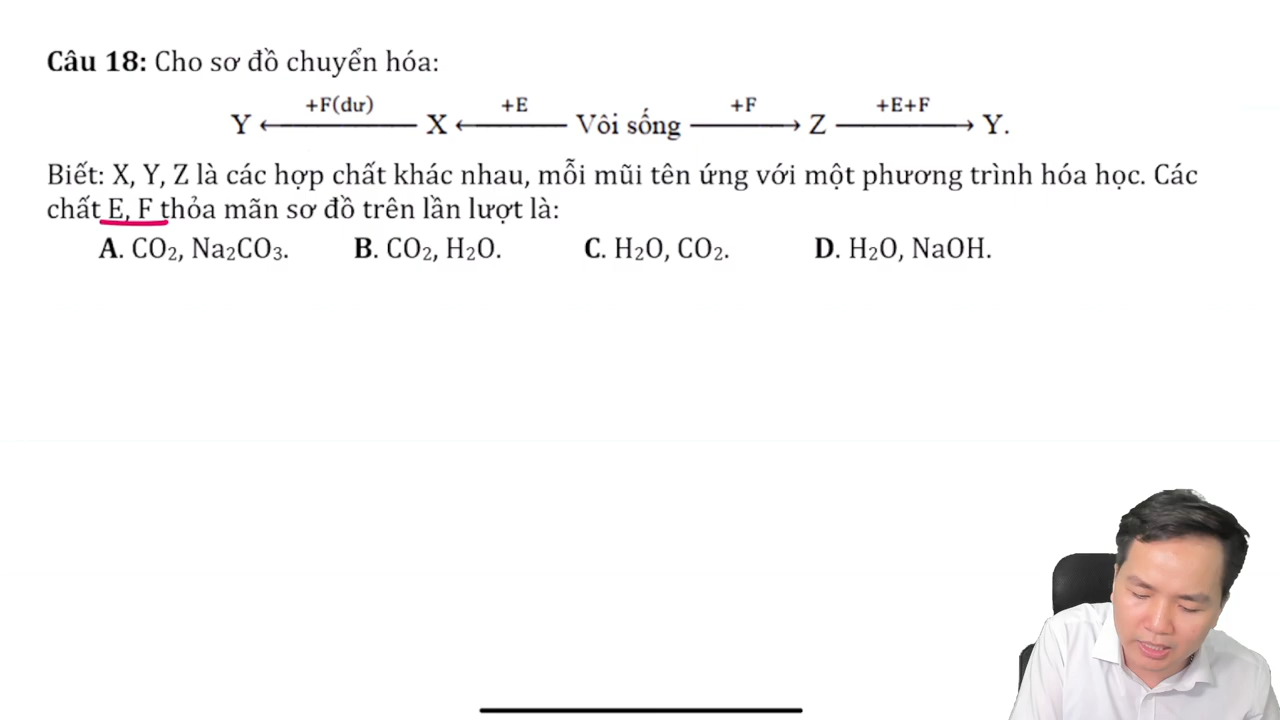 Câu 18: Cho sơ đồ chuyển hóa:
Y ←+F(dư)— X ←+E— Vôi sống —+F→ Z —+E+F→ Y.
Biết: X, Y, Z là các hợp chất khác nhau, mỗi mũi tên ứng với một phương trình hóa học. Các
chất E, F thỏa mãn sơ đồ trên lần lượt là:
A. CO₂, Na₂CO₃. B. CO₂, H₂O. C. H₂O, CO₂. D. H₂O, NaOH.